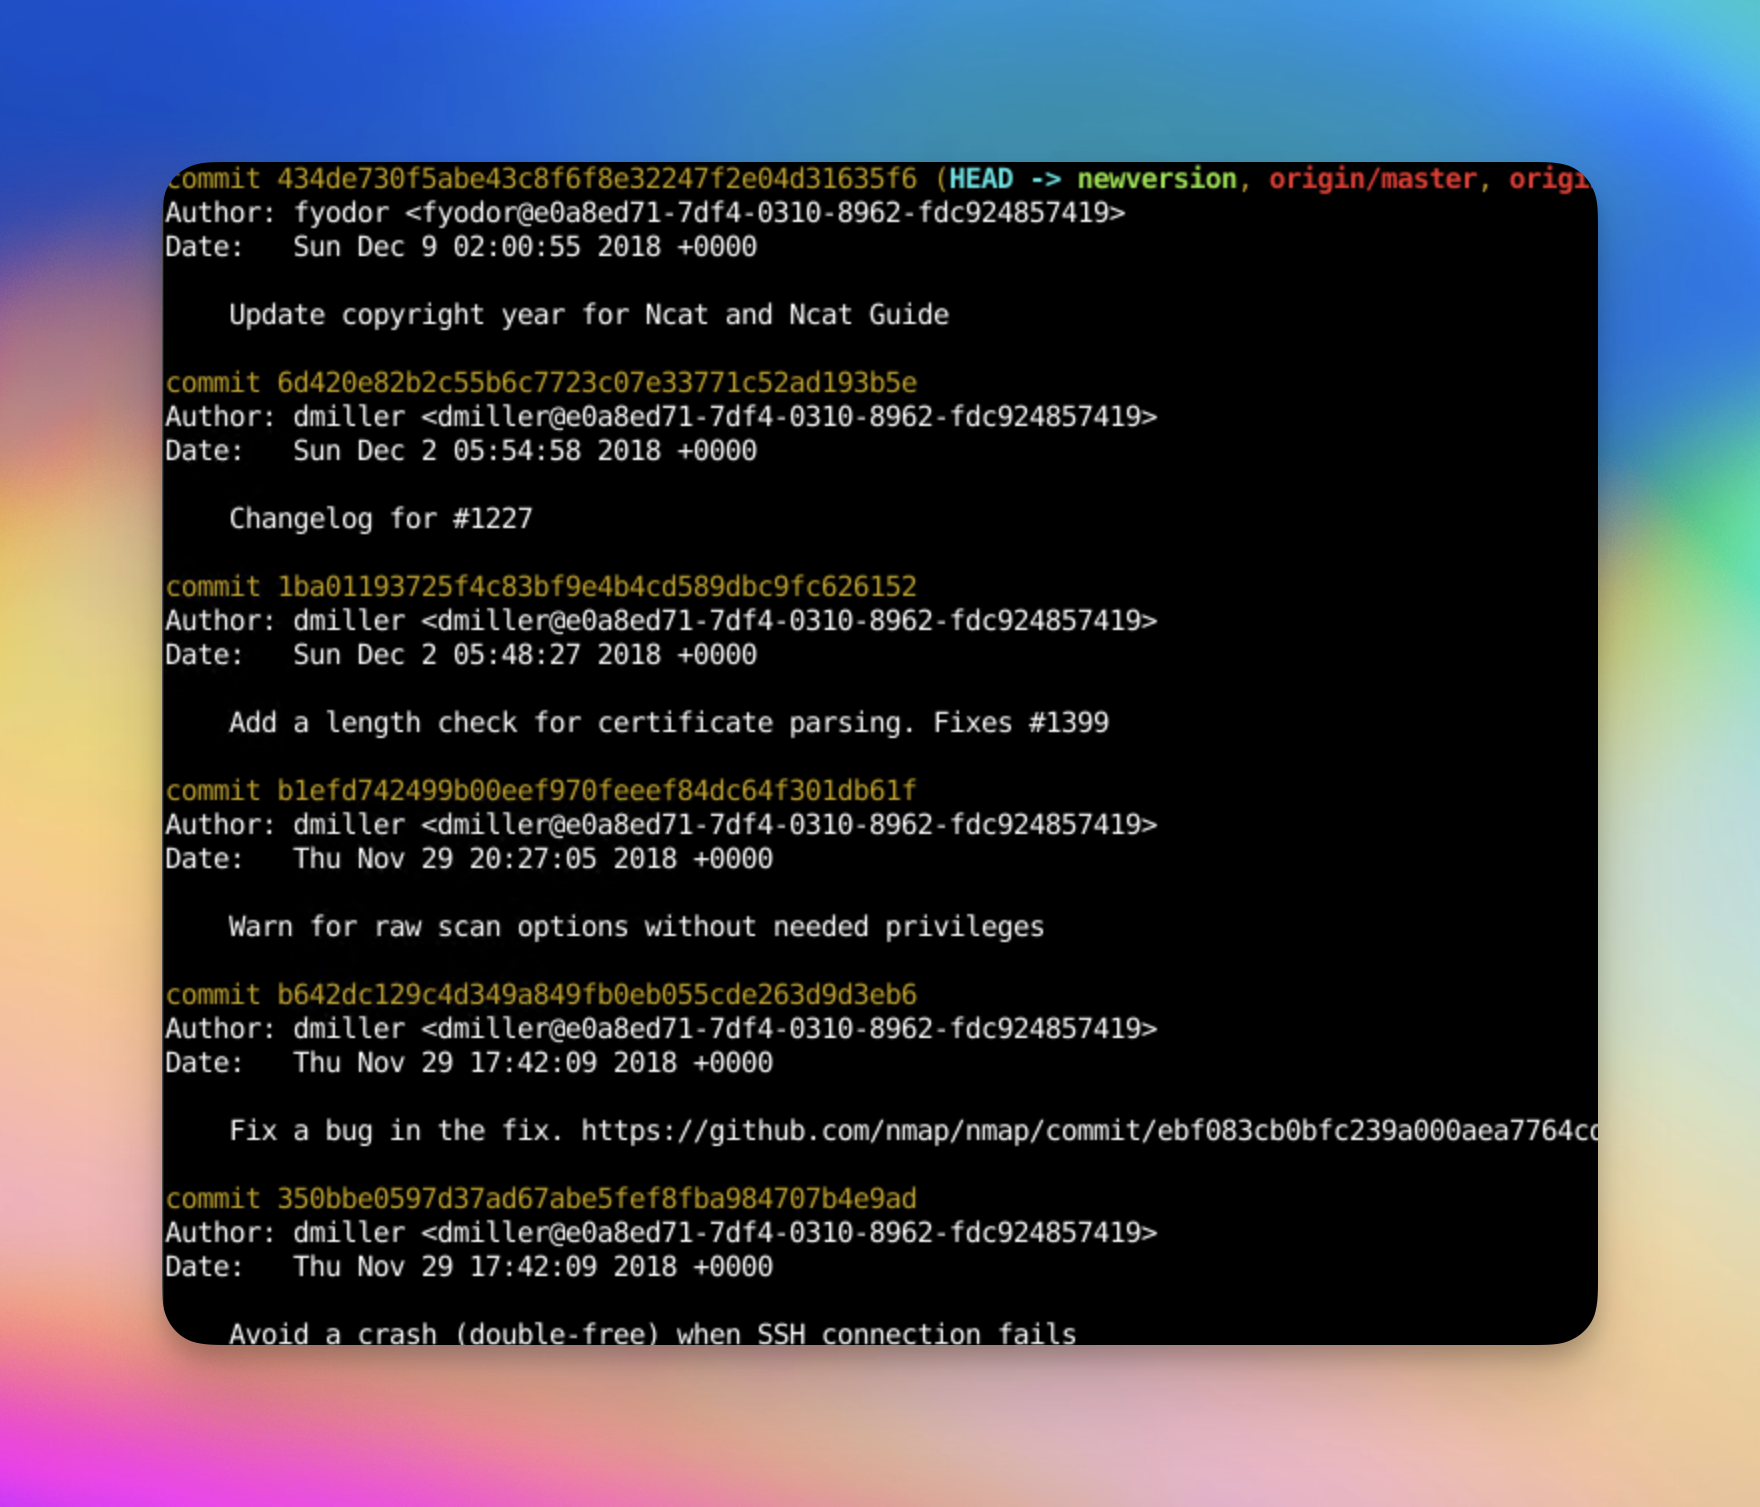 commit 434de730f5abe43c8f6f8e32247f2e04d31635f6 (HEAD -> newversion, origin/master,
Author: fyodor <fyodor@e0a8ed71-7df4-0310-8962-fdc924857419>
Date:   Sun Dec 9 02:00:55 2018 +0000
Update copyright year for Ncat and Ncat Guide
commit 6d420e82b2c55b6c7723c07e33771c52ad193b5e
Author: dmiller <dmiller@e0a8ed71-7df4-0310-8962-fdc924857419>
Date:   Sun Dec 2 05:54:58 2018 +0000
Changelog for #1227
commit 1ba01193725f4c83bf9e4b4cd589dbc9fc626152
Author: dmiller <dmiller@e0a8ed71-7df4-0310-8962-fdc924857419>
Date:   Sun Dec 2 05:48:27 2018 +0000
Add a length check for certificate parsing. Fixes #1399
commit b1efd742499b00eef970feeef84dc64f301db61f
Author: dmiller <dmiller@e0a8ed71-7df4-0310-8962-fdc924857419>
Date:   Thu Nov 29 20:27:05 2018 +0000
Warn for raw scan options without needed privileges
commit b642dc129c4d349a849fb0eb055cde263d9d3eb6
Author: dmiller <dmiller@e0a8ed71-7df4-0310-8962-fdc924857419>
Date:   Thu Nov 29 17:42:09 2018 +0000
Fix a bug in the fix. https://github.com/nmap/nmap/commit/ebf083cb0bfc239a000aea7764c
commit 350bbe0597d37ad67abe5fef8fba984707b4e9ad
Author: dmiller <dmiller@e0a8ed71-7df4-0310-8962-fdc924857419>
Date:   Thu Nov 29 17:42:09 2018 +0000
Avoid a crash (double-free) when SSH connection fails